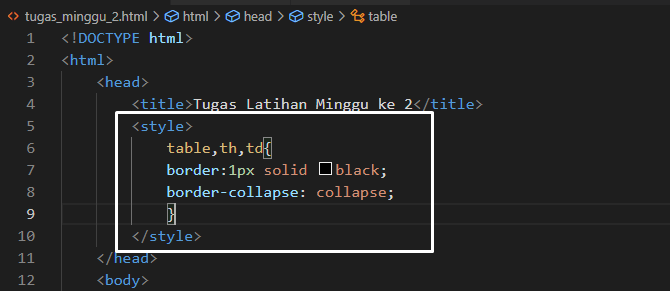 tugas_minggu_2.html > html > head > style > table
1 <!DOCTYPE html>
2 <html>
3 <head>
4 <title>Tugas Latihan Minggu ke 2</title>
5 <style>
6 table,th,td{
7 border:1px solid black;
8 border-collapse: collapse;
9 }
10 </style>
11 </head>
12 <body>